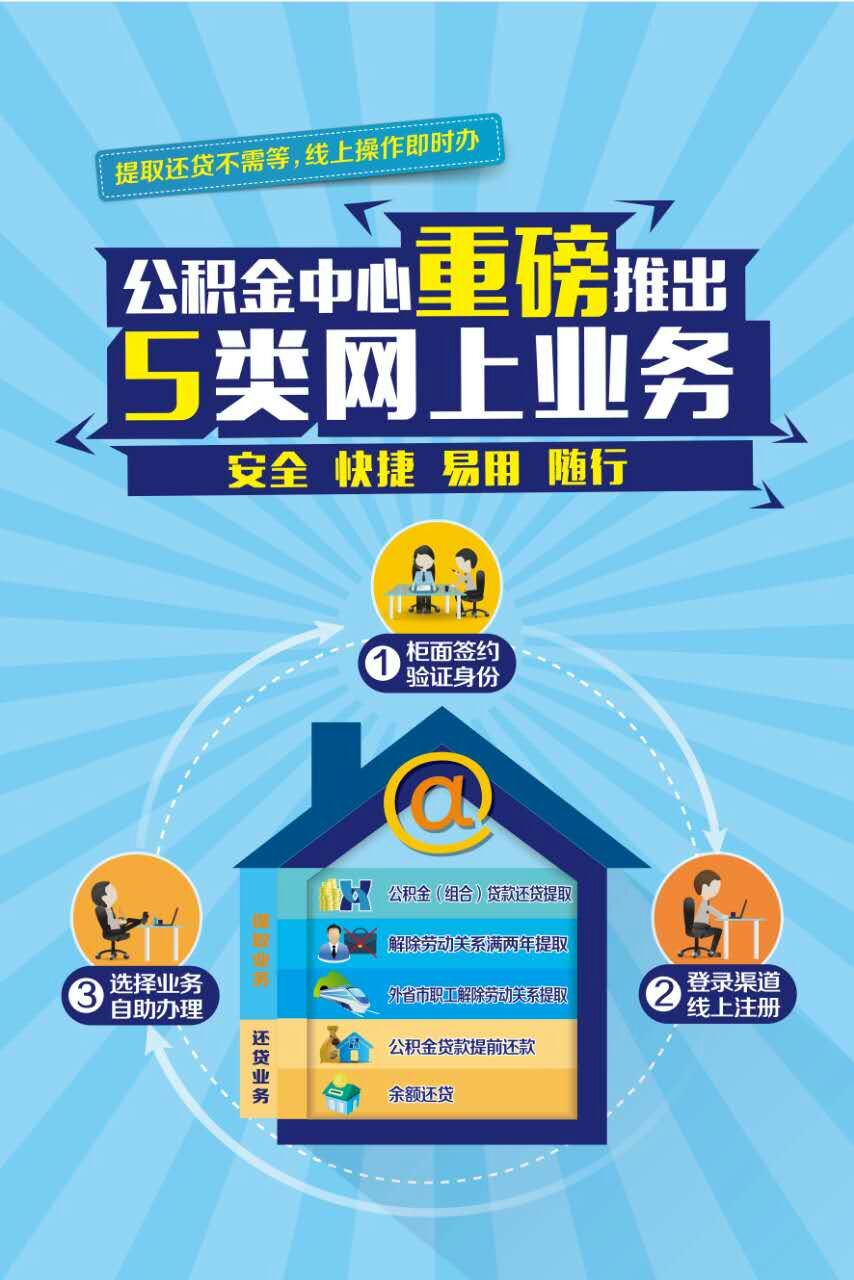 提取还贷不需等，线上操作即时办
公积金中心重磅推出
5类网上业务
安全 快捷 易用 随行
1 柜面签约
验证身份
@
提取业务
公积金（组合）贷款还贷提取
解除劳动关系满两年提取
外省市职工解除劳动关系提取
还贷业务
公积金贷款提前还款
余额还贷
2 登录渠道
线上注册
3 选择业务
自助办理